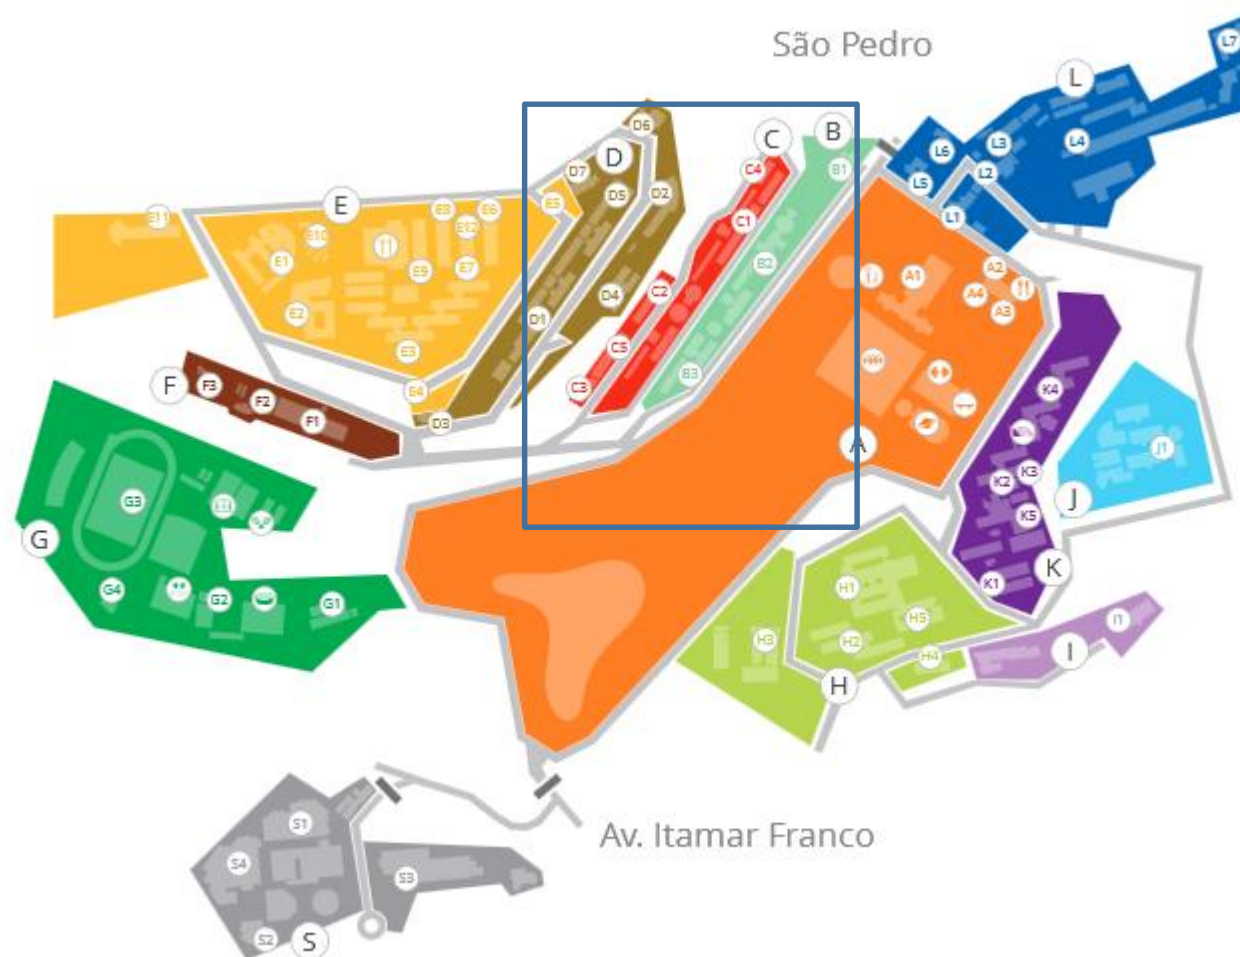 São Pedro
L7
L
D6
C
B
L3
L4
L6
D
C4
B1
L2
D7
L5
D5
D2
E
E8
E6
E5
E11
E10
E12
C1
L1
E1
E9
E7
B2
A1
A2
D4
C2
A4
A3
E2
D1
E3
C5
F
F3
B3
E4
C3
K4
F2
F1
D3
A
J1
G3
K3
K2
J
G
K5
K
G4
G2
G1
H1
K1
H5
I1
H3
H2
H4
I
H
S1
Av. Itamar Franco
S4
S3
S2
S